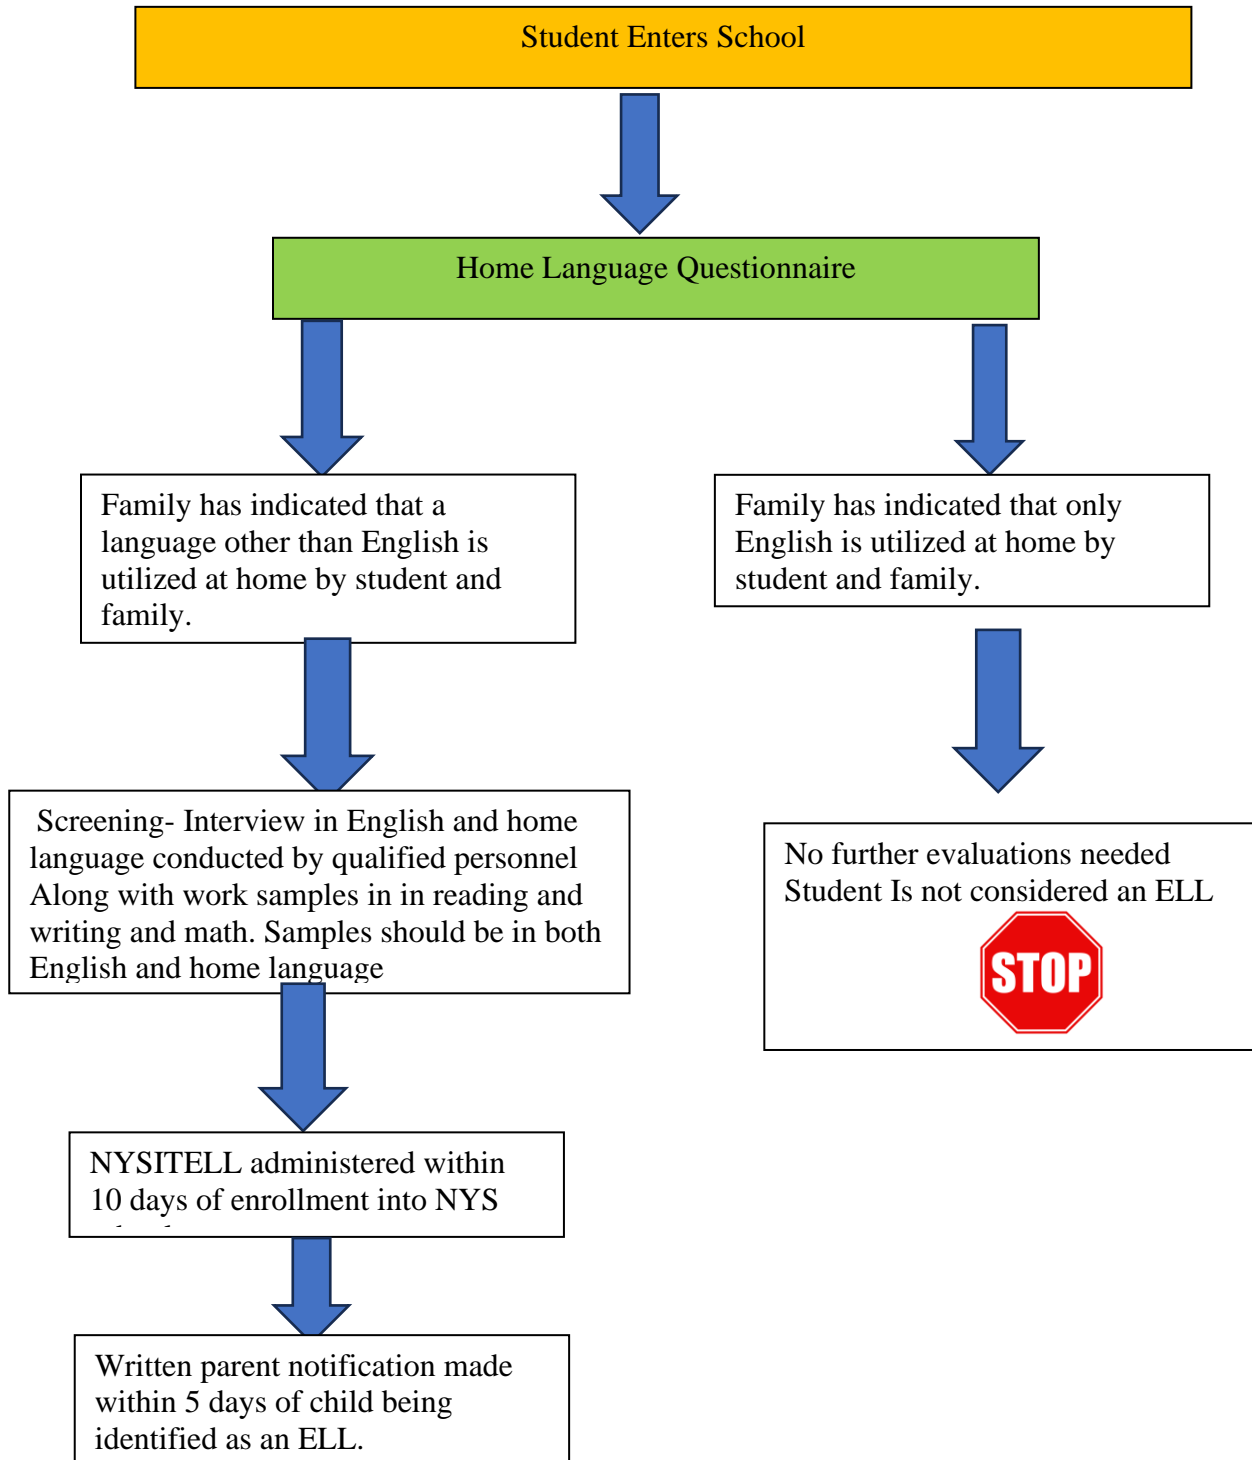 Student Enters School
Home Language Questionnaire
Family has indicated that a
language other than English is
utilized at home by student and
family.
Family has indicated that only
English is utilized at home by
student and family.
Screening- Interview in English and home
language conducted by qualified personnel
Along with work samples in in reading and
writing and math. Samples should be in both
English and home language
No further evaluations needed
Student Is not considered an ELL
STOP
NYSITELL administered within
10 days of enrollment into NYS
Written parent notification made
within 5 days of child being
identified as an ELL.